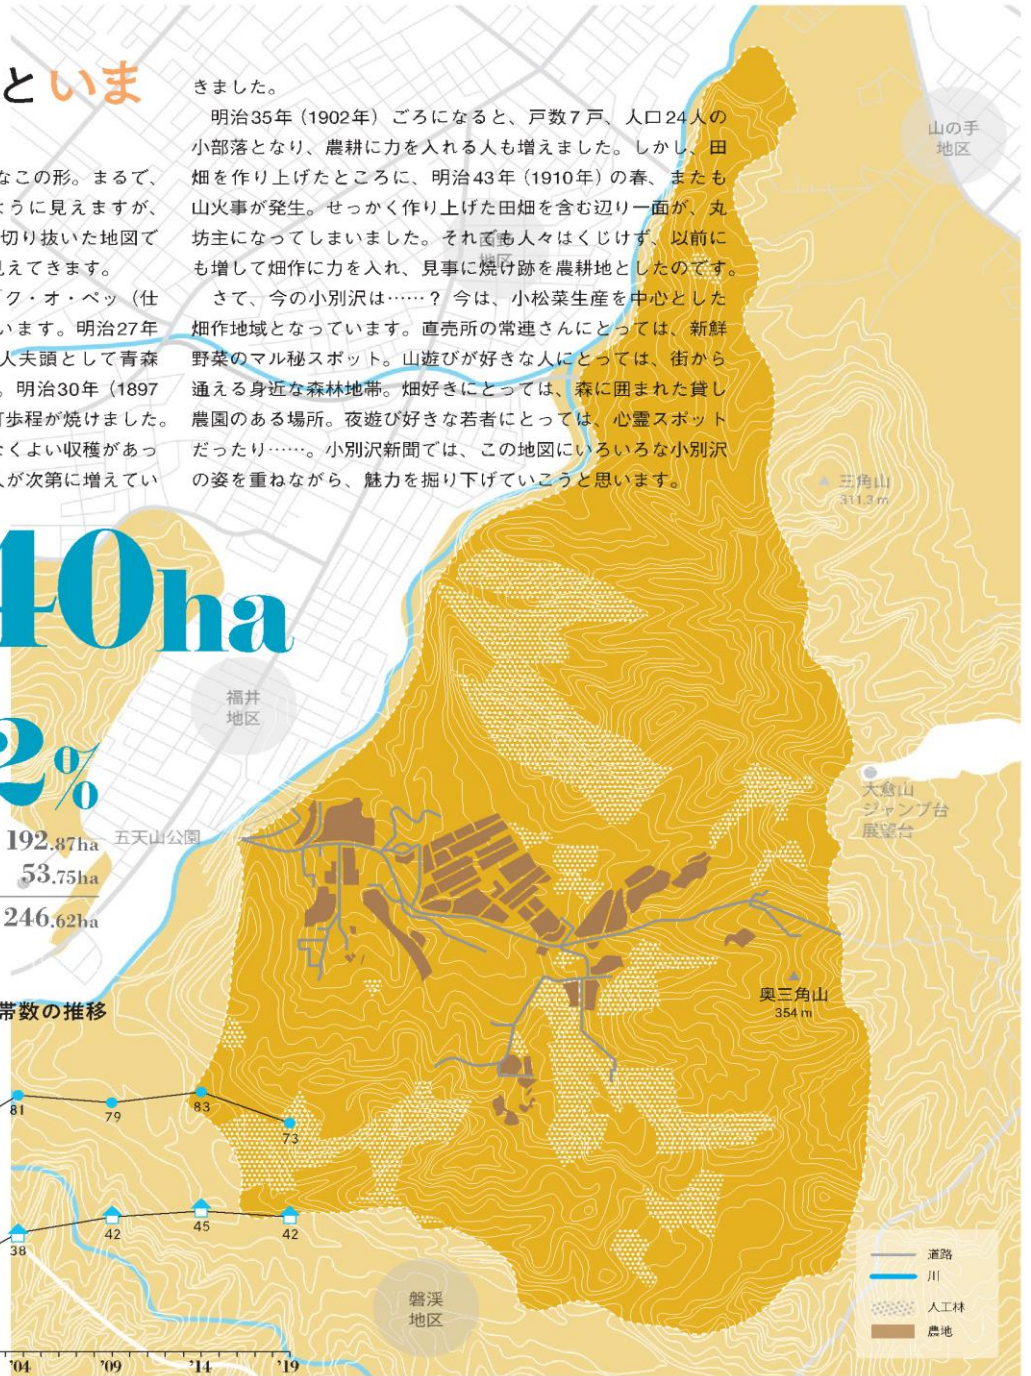 といま
なこの形。まるで、
ように見えますが、
切り抜いた地図で
見えてきます。
ク・オ・ペッ（仕
います。明治27年
人夫頭として青森
。明治30年（1897
町歩程が焼けました。
なくよい収穫があっ
人が次第に増えてい
きました。
　明治35年（1902年）ごろになると、戸数7戸、人口24人の
小部落となり、農耕に力を入れる人も増えました。しかし、田
畑を作り上げたところに、明治43年（1910年）の春、またも
山火事が発生。せっかく作り上げた田畑を含む辺り一面が、丸
坊主になってしまいました。それでも人々はくじけず、以前に
も増して畑作に力を入れ、見事に焼け跡を農耕地としたのです。
　さて、今の小別沢は……？ 今は、小松菜生産を中心とした
畑作地域となっています。直売所の常連さんにとっては、新鮮
野菜のマル秘スポット。山遊びが好きな人にとっては、街から
通える身近な森林地帯。畑好きにとっては、森に囲まれた貸し
農園のある場所。夜遊び好きな若者にとっては、心霊スポット
だったり……。小別沢新聞では、この地図にいろいろな小別沢
の姿を重ねながら、魅力を掘り下げていこうと思います。
山の手
地区
地区
三角山
311.3m
40ha
福井
地区
2%
大倉山
ジャンプ台
展望台
192.87ha
五天山公園
53.75ha
246.62ha
奥三角山
354 m
帯数の推移
81
79
83
73
38
42
45
42
磐渓
地区
道路
川
人工林
農地
'04
'09
'14
'19